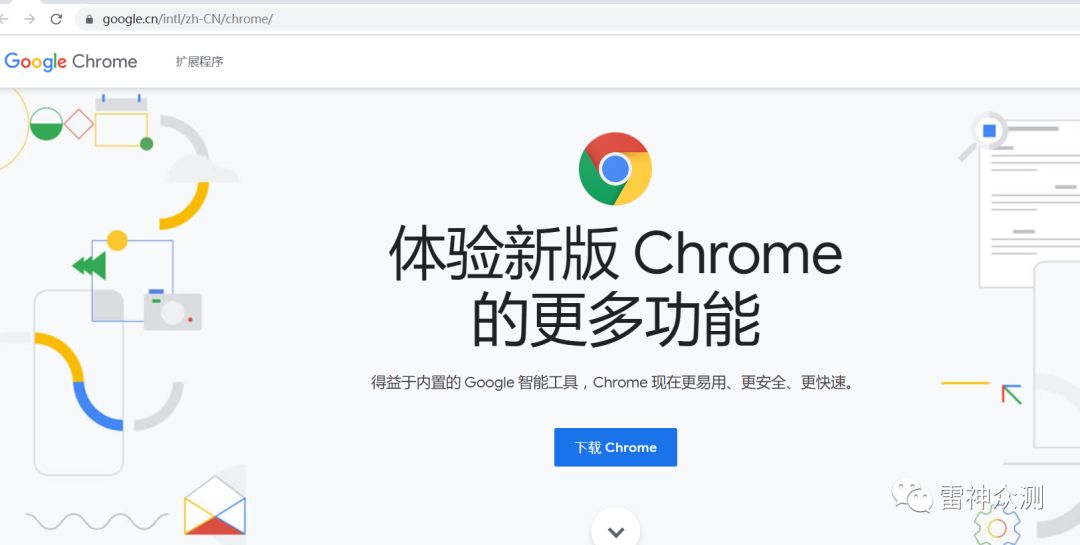 google.cn/intl/zh-CN/chrome/
Google Chrome
扩展程序
体验新版 Chrome
的更多功能
得益于内置的 Google 智能工具，Chrome 现在更易用、更安全、更快速。
下载 Chrome
雷神众测